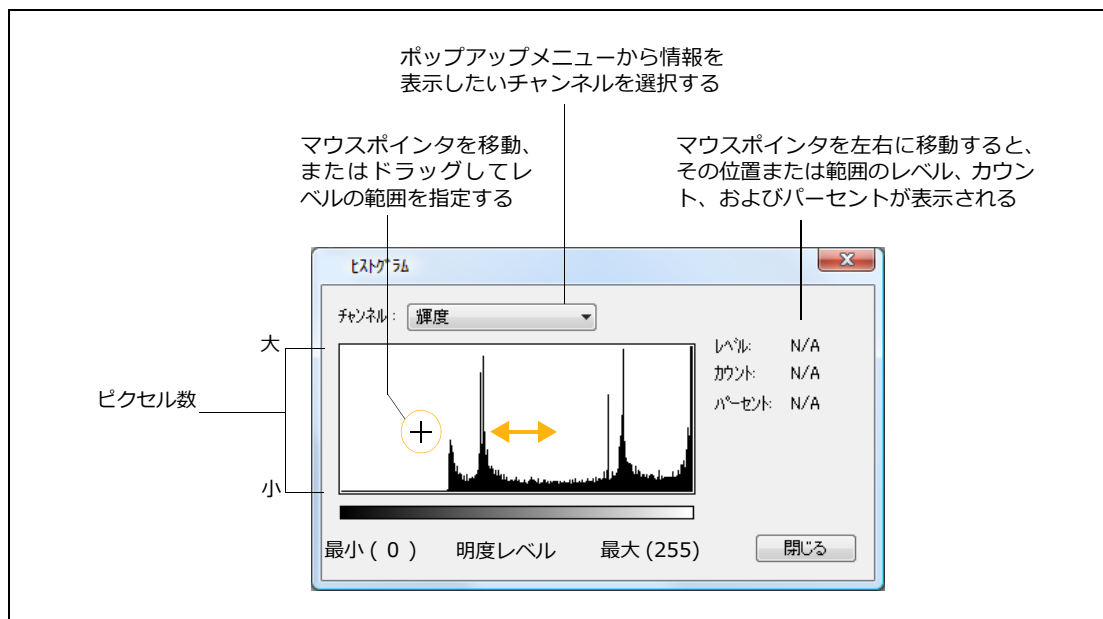 ポップアップメニューから情報を
表示したいチャンネルを選択する
マウスポインタを移動、
またはドラッグしてレ
ベルの範囲を指定する
マウスポインタを左右に移動すると、
その位置または範囲のレベル、カウン
ト、およびパーセントが表示される
ヒストグラム
チャンネル: 輝度
大
ピクセル数
小
レベル: N/A
カウント: N/A
パーセント: N/A
最小 ( 0 ) 明度レベル 最大 (255)
閉じる